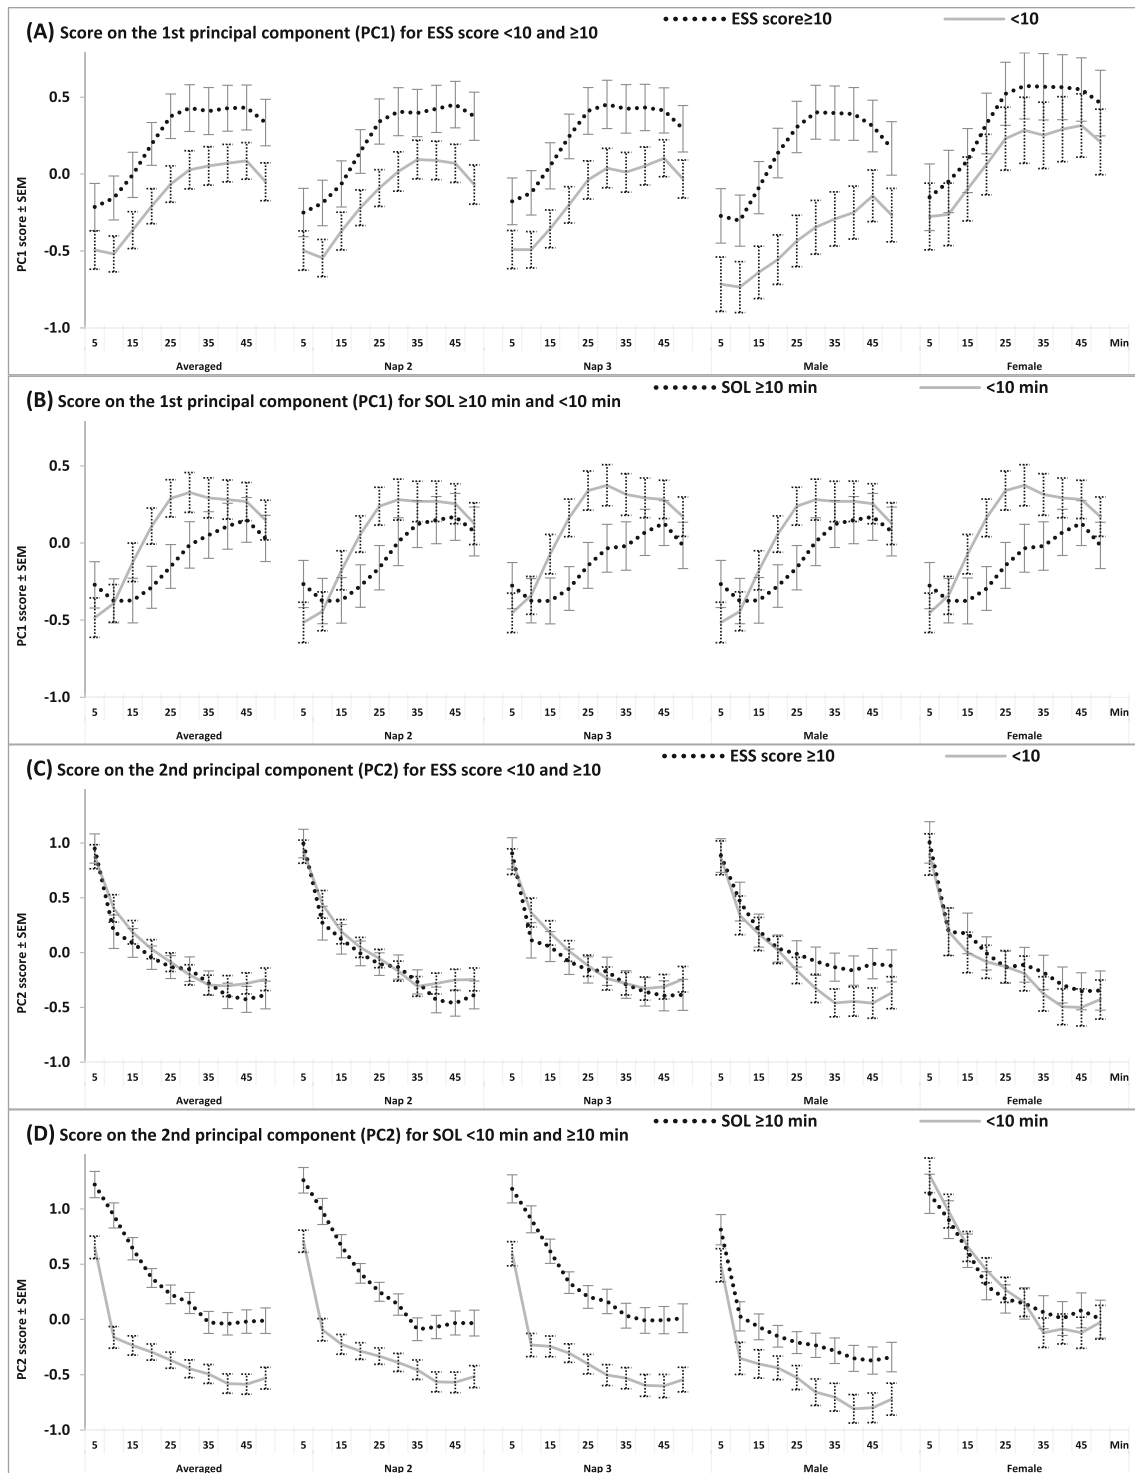 ESS score≥10 <10
(A) Score on the 1st principal component (PC1) for ESS score <10 and ≥10
PC1 score ± SEM
0.5
0.0
-0.5
-1.0
5 15 25 35 45 5 15 25 35 45 5 15 25 35 45 5 15 25 35 45 5 15 25 35 45 Min
Averaged Nap 2 Nap 3 Male Female
SOL ≥10 min <10 min
(B) Score on the 1st principal component (PC1) for SOL ≥10 min and <10 min
PC1 sscore ± SEM
0.5
0.0
-0.5
-1.0
5 15 25 35 45 5 15 25 35 45 5 15 25 35 45 5 15 25 35 45 5 15 25 35 45 Min
Averaged Nap 2 Nap 3 Male Female
ESS score ≥10 <10
(C) Score on the 2nd principal component (PC2) for ESS score <10 and ≥10
PC2 sscore ± SEM
1.0
0.5
0.0
-0.5
-1.0
5 15 25 35 45 5 15 25 35 45 5 15 25 35 45 5 15 25 35 45 5 15 25 35 45 Min
Averaged Nap 2 Nap 3 Male Female
SOL ≥10 min <10 min
(D) Score on the 2nd principal component (PC2) for SOL <10 min and ≥10 min
PC2 sscore ± SEM
1.0
0.5
0.0
-0.5
-1.0
5 15 25 35 45 5 15 25 35 45 5 15 25 35 45 5 15 25 35 45 5 15 25 35 45 Min
Averaged Nap 2 Nap 3 Male Female